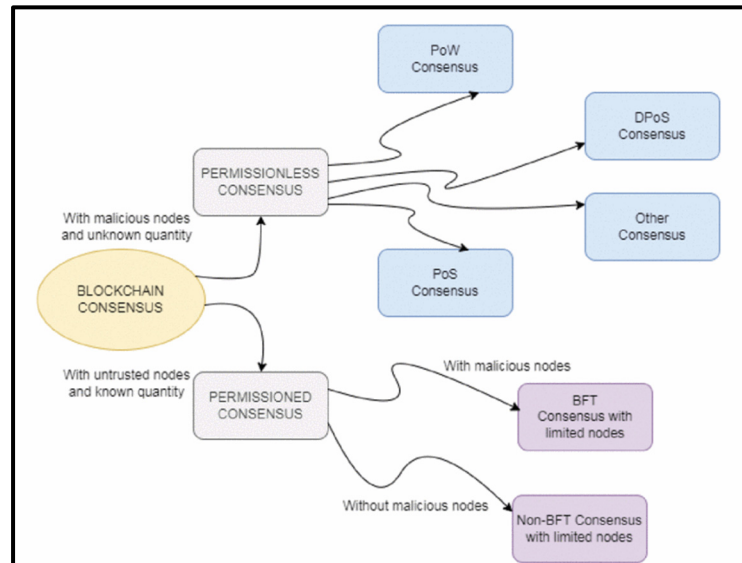 PoW
Consensus
DPoS
Consensus
PERMISSIONLESS
CONSENSUS
With malicious nodes
and unknown quantity
Other
Consensus
PoS
Consensus
BLOCKCHAIN
CONSENSUS
With untrusted nodes
and known quantity
PERMISSIONED
CONSENSUS
With malicious nodes
BFT
Consensus with
limited nodes
Without malicious nodes
Non-BFT Consensus
with limited nodes